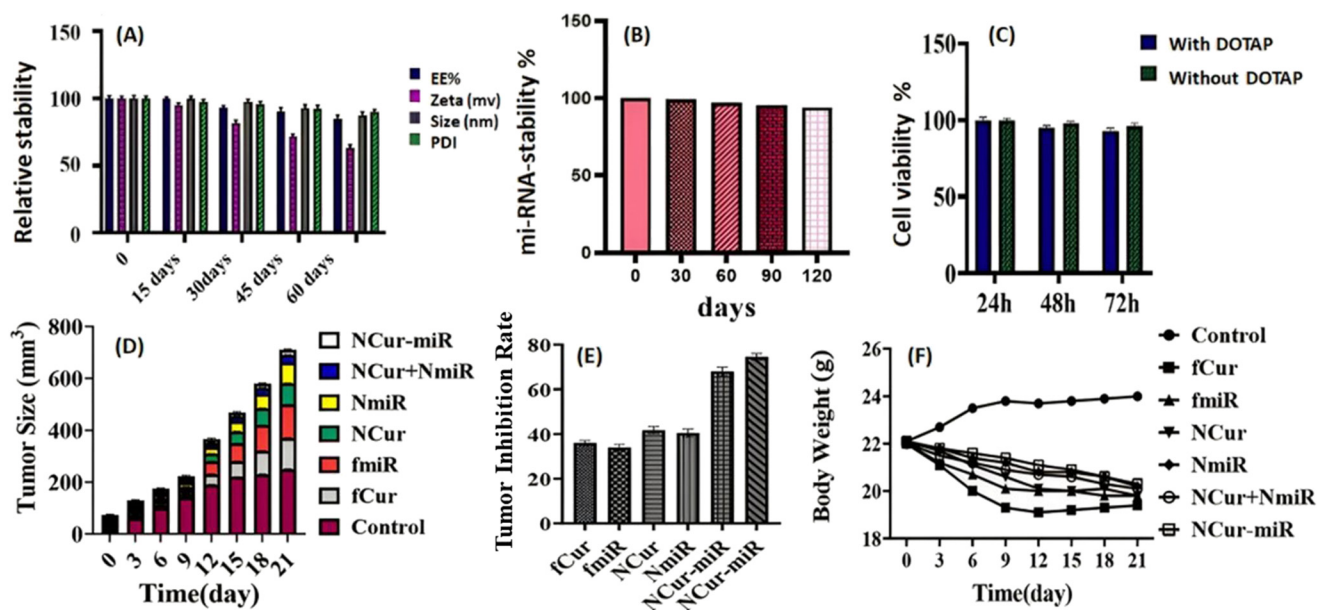 (A)
Relative stability
150
100
50
0
0
15 days
30days
45 days
60 days
EE%
Zeta (mv)
Size (nm)
PDI
(B)
mi-RNA-stability %
150
100
50
0
0 30 60 90 120
days
(C)
Cell viability %
150
100
50
0
24h 48h 72h
With DOTAP
Without DOTAP
(D)
Tumor Size (mm³)
800
600
400
200
0
0 3 6 9 12 15 18 21
Time(day)
NCur-miR
NCur+NmiR
NmiR
NCur
fmiR
fCur
Control
(E)
Tumor Inhibition Rate
80
60
40
20
0
fCur
fmiR
NCur
NmiR
NCur-miR
NCur-miR
(F)
Body Weight (g)
26
24
22
20
18
0 3 6 9 12 15 18 21
Time(day)
Control
fCur
fmiR
NCur
NmiR
NCur+NmiR
NCur-miR